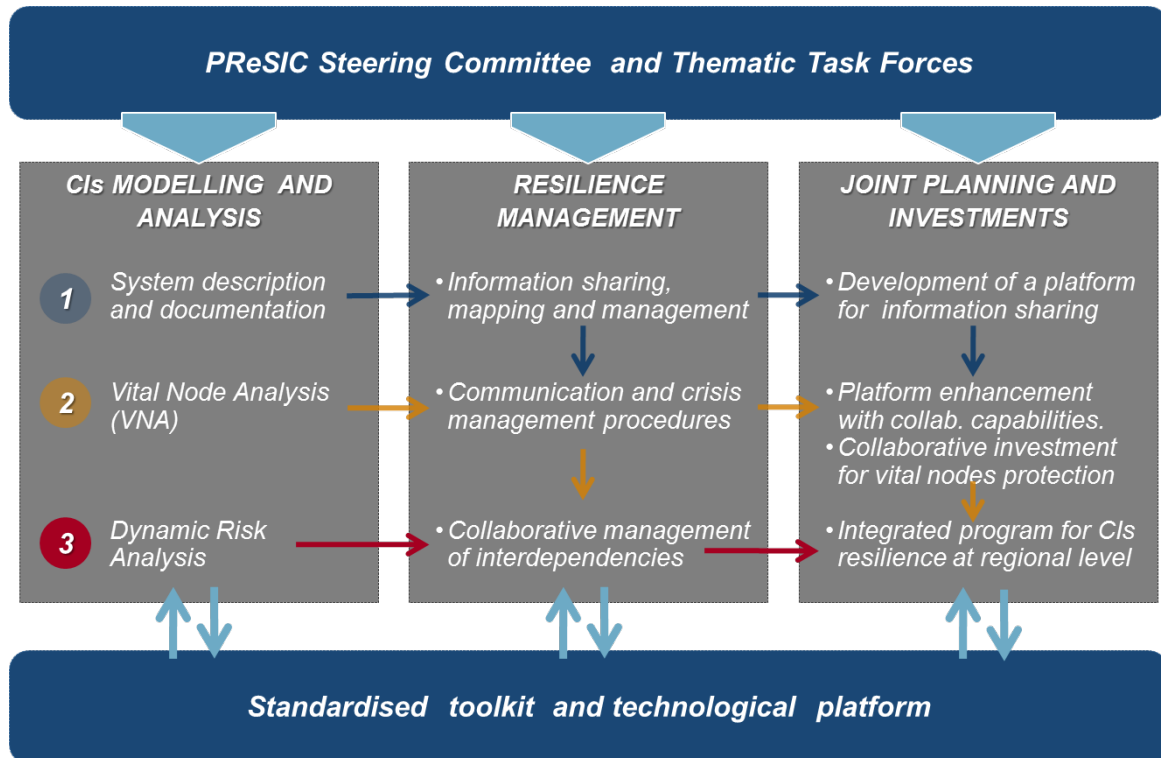 PReSIC Steering Committee and Thematic Task Forces
CIs MODELLING AND
ANALYSIS
1
System description
and documentation
2
Vital Node Analysis
(VNA)
3
Dynamic Risk
Analysis
RESILIENCE
MANAGEMENT
• Information sharing,
mapping and management
• Communication and crisis
management procedures
• Collaborative management
of interdependencies
JOINT PLANNING AND
INVESTMENTS
• Development of a platform
for information sharing
• Platform enhancement
with collab. capabilities.
• Collaborative investment
for vital nodes protection
• Integrated program for CIs
resilience at regional level
Standardised toolkit and technological platform